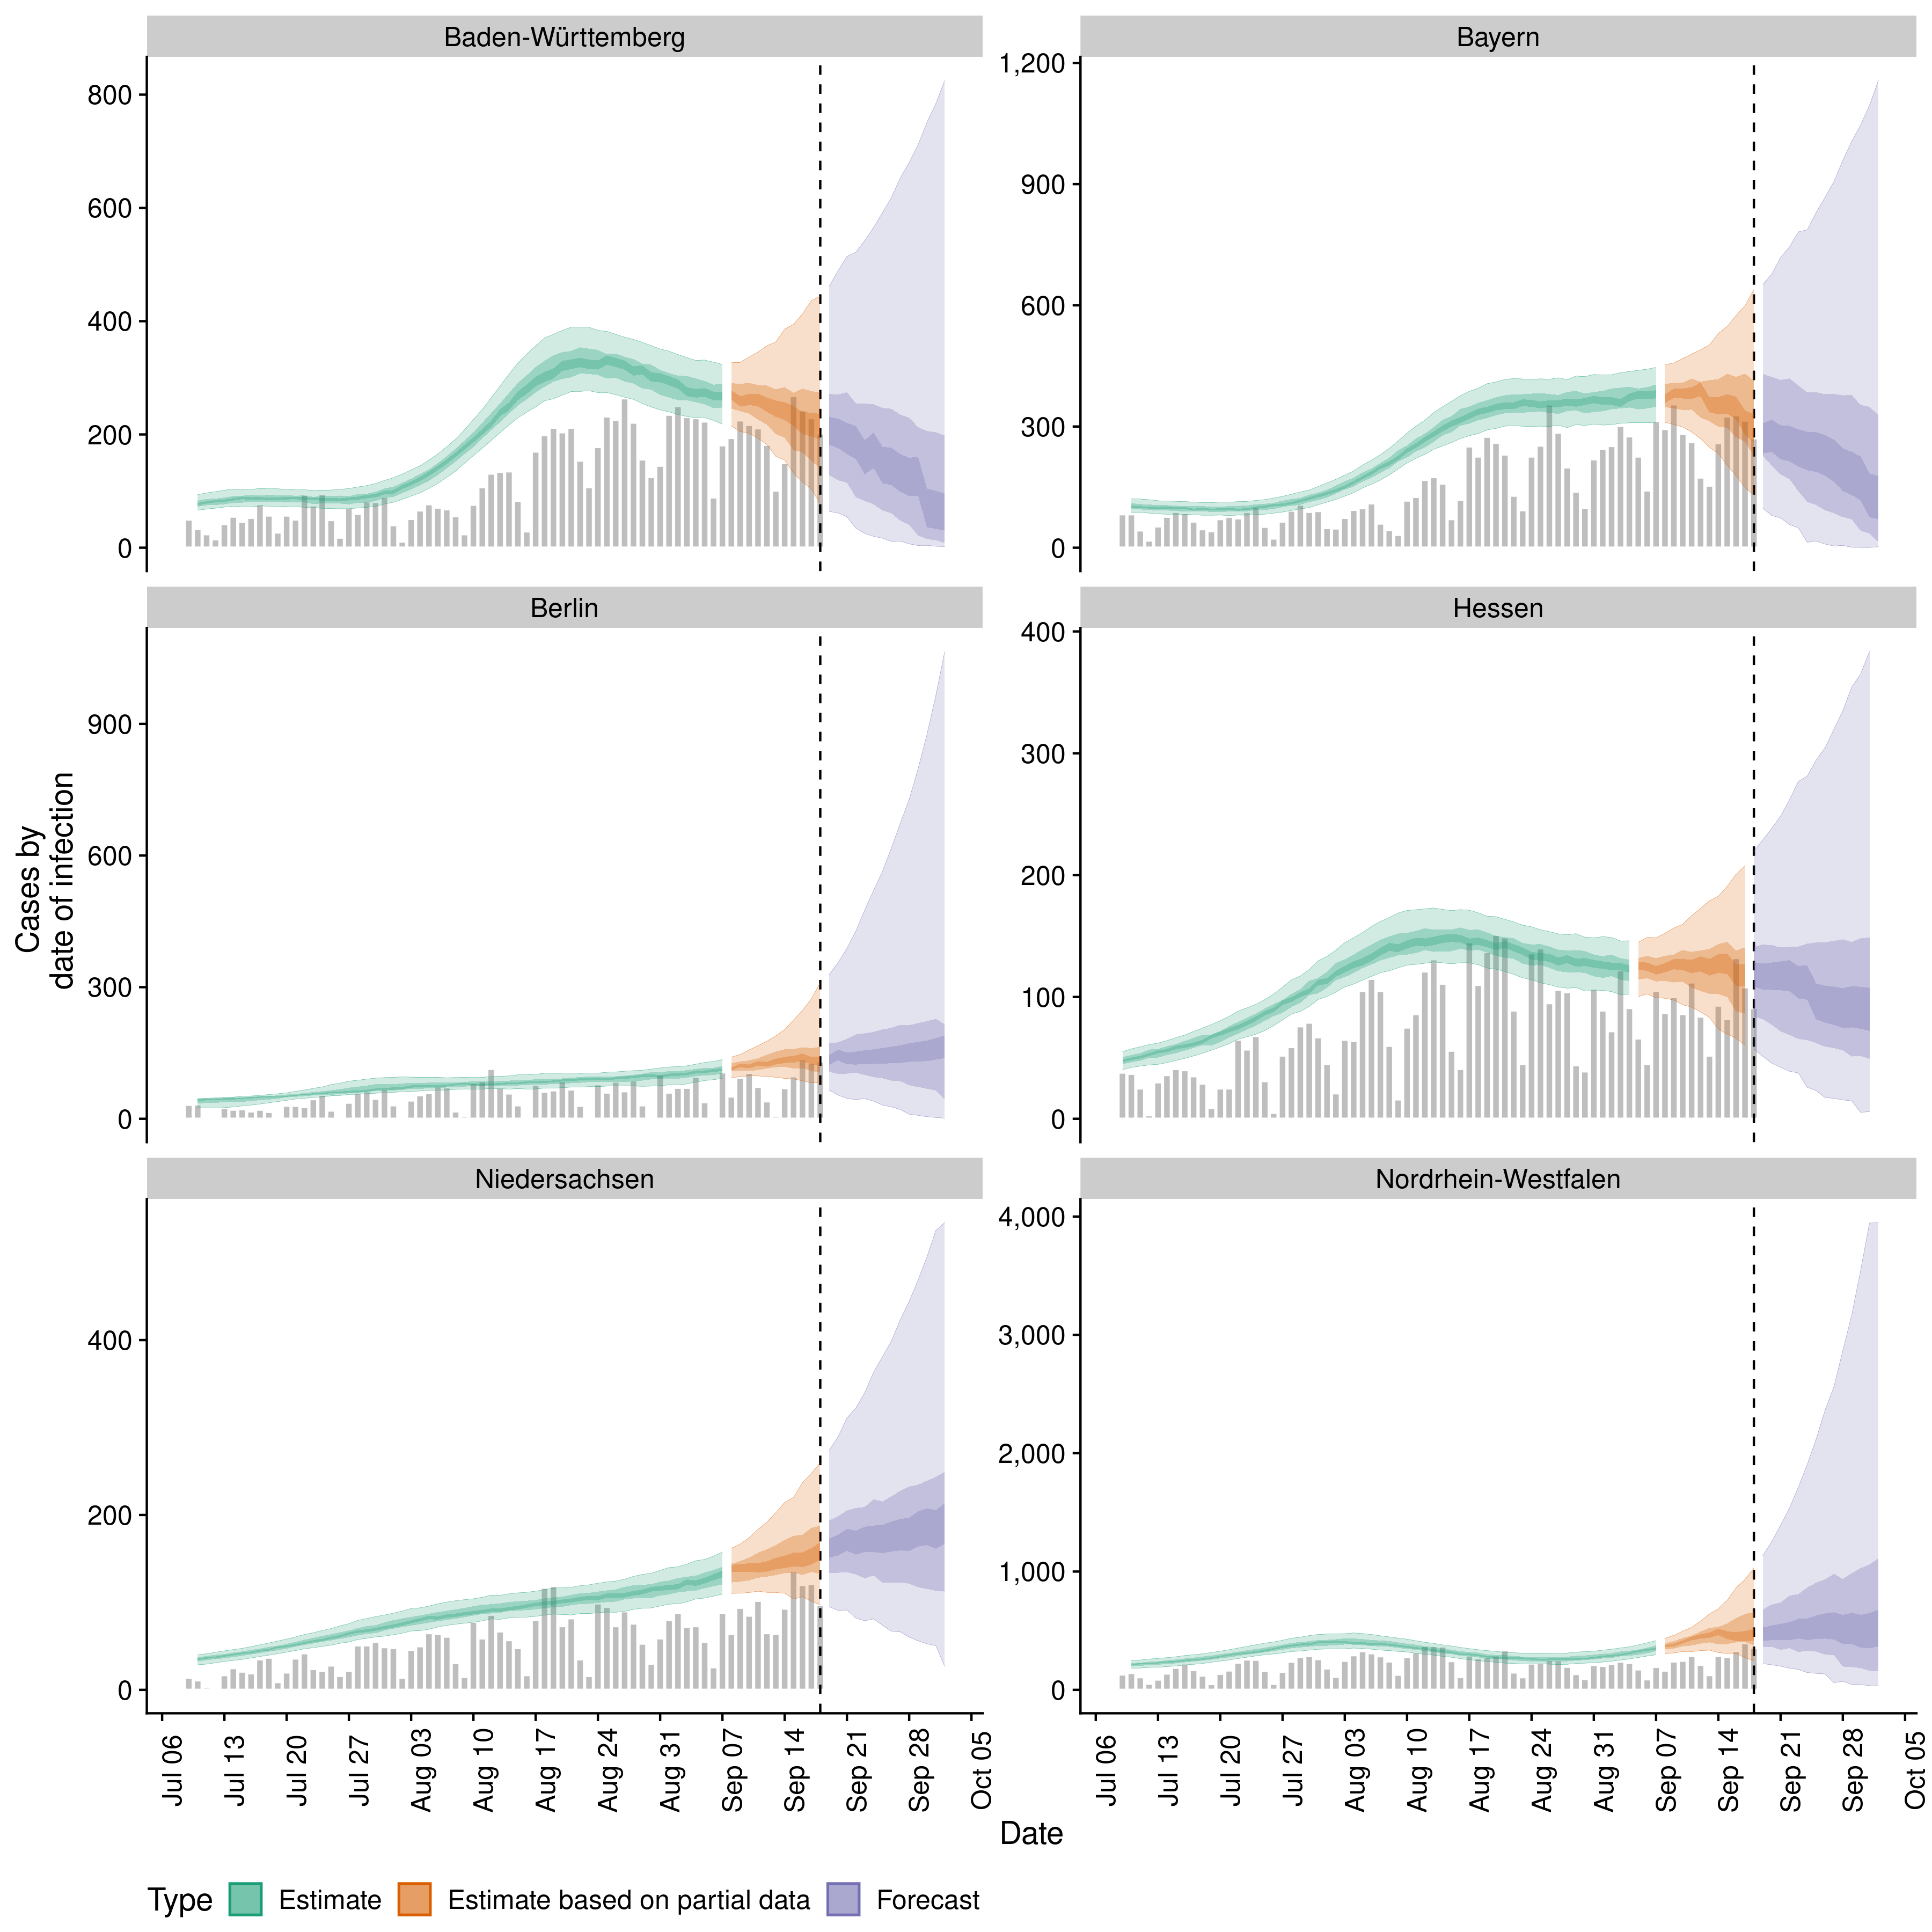 Baden-Württemberg
Bayern
800
600
400
200
0
1,200
900
600
300
0
Berlin
Hessen
900
600
300
0
400
300
200
100
0
Cases by
date of infection
Niedersachsen
Nordrhein-Westfalen
400
200
0
4,000
3,000
2,000
1,000
0
Jul 06
Jul 13
Jul 20
Jul 27
Aug 03
Aug 10
Aug 17
Aug 24
Aug 31
Sep 07
Sep 14
Sep 21
Sep 28
Oct 05
Jul 06
Jul 13
Jul 20
Jul 27
Aug 03
Aug 10
Aug 17
Aug 24
Aug 31
Sep 07
Sep 14
Sep 21
Sep 28
Oct 05
Date
Type Estimate Estimate based on partial data Forecast